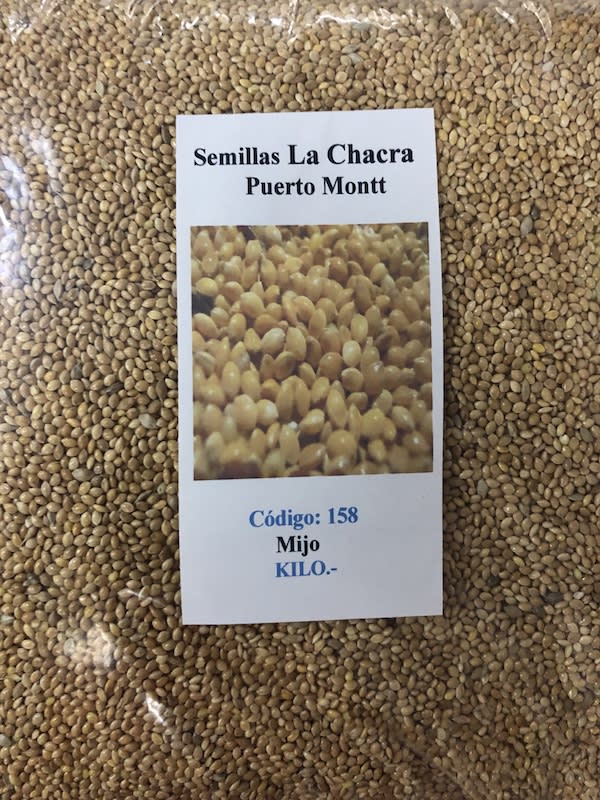 Semillas La Chacra
Puerto Montt
Código: 158
Mijo
KILO.-